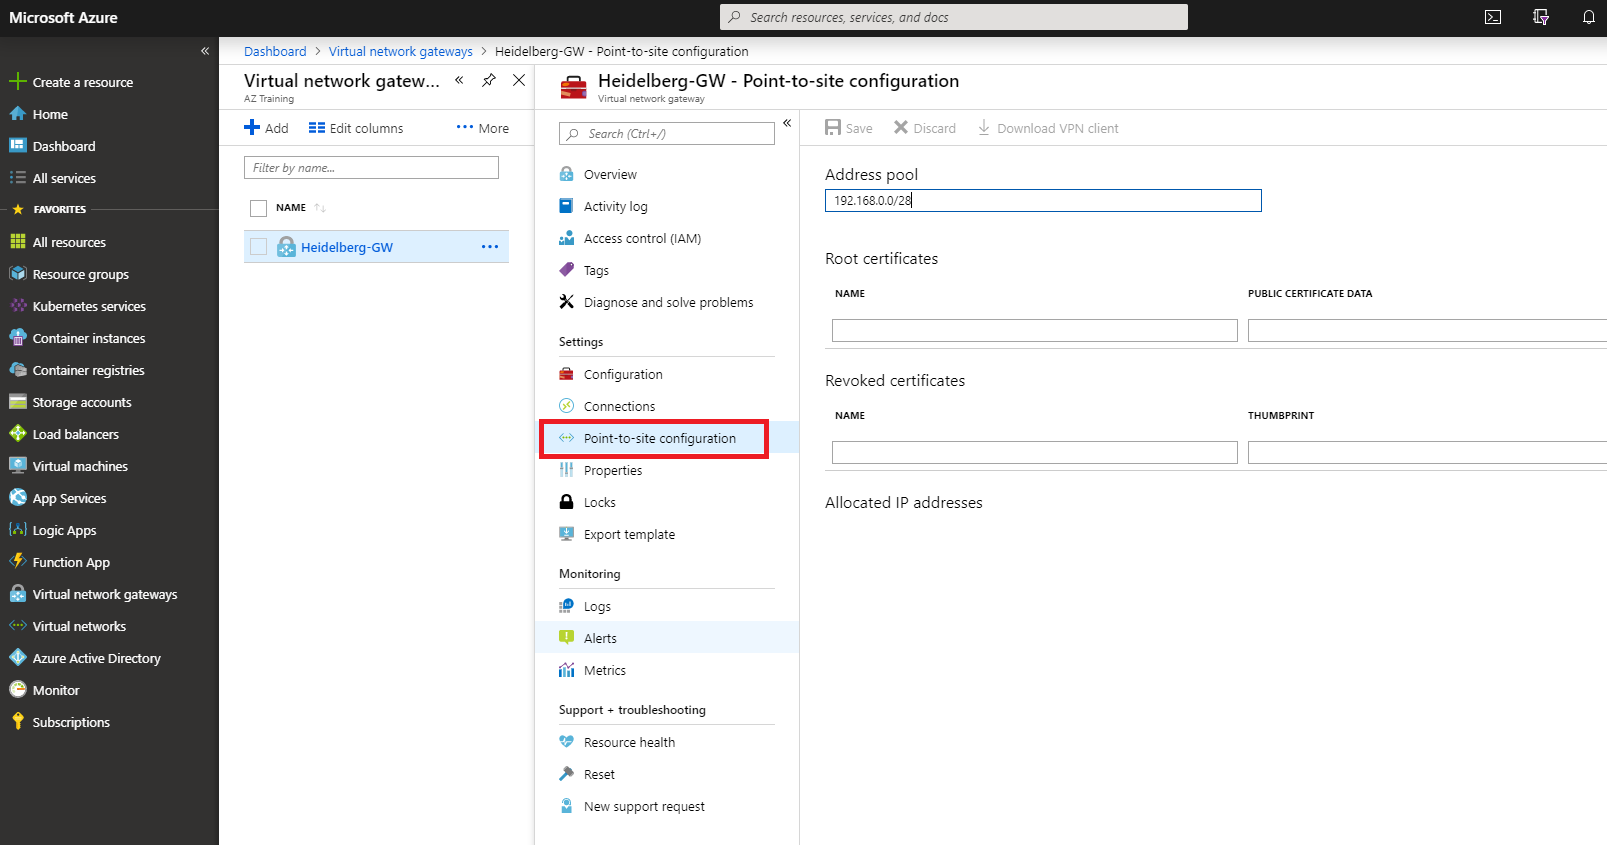 Microsoft Azure
Search resources, services, and docs
Create a resource
Home
Dashboard
All services
FAVORITES
All resources
Resource groups
Kubernetes services
Container instances
Container registries
Storage accounts
Load balancers
Virtual machines
App Services
Logic Apps
Function App
Virtual network gateways
Virtual networks
Azure Active Directory
Monitor
Subscriptions
Dashboard > Virtual network gateways > Heidelberg-GW - Point-to-site configuration
Virtual network gatew...
AZ Training
Add Edit columns More
Filter by name...
NAME
Heidelberg-GW
Heidelberg-GW - Point-to-site configuration
Virtual network gateway
Search (Ctrl+/)
Overview
Activity log
Access control (IAM)
Tags
Diagnose and solve problems
Settings
Configuration
Connections
Point-to-site configuration
Properties
Locks
Export template
Monitoring
Logs
Alerts
Metrics
Support + troubleshooting
Resource health
Reset
New support request
Save Discard Download VPN client
Address pool
192.168.0.0/28
Root certificates
NAME PUBLIC CERTIFICATE DATA
Revoked certificates
NAME THUMBPRINT
Allocated IP addresses